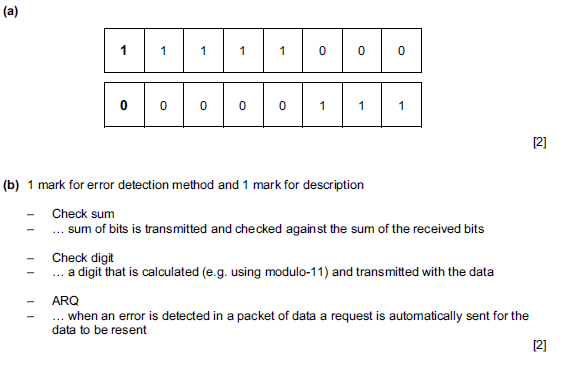 (a)
1 1 1 1 1 0 0 0
0 0 0 0 0 1 1 1
[2]
(b) 1 mark for error detection method and 1 mark for description
– Check sum
– ... sum of bits is transmitted and checked against the sum of the received bits
– Check digit
– ... a digit that is calculated (e.g. using modulo-11) and transmitted with the data
– ARQ
– ... when an error is detected in a packet of data a request is automatically sent for the
data to be resent
[2]